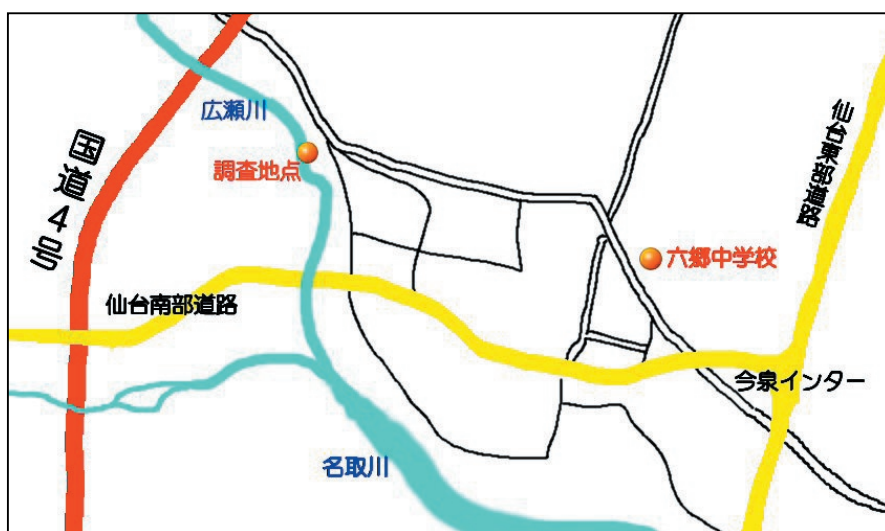 広瀬川
調査地点
国道4号
仙台東部道路
六郷中学校
仙台南部道路
今泉インター
名取川